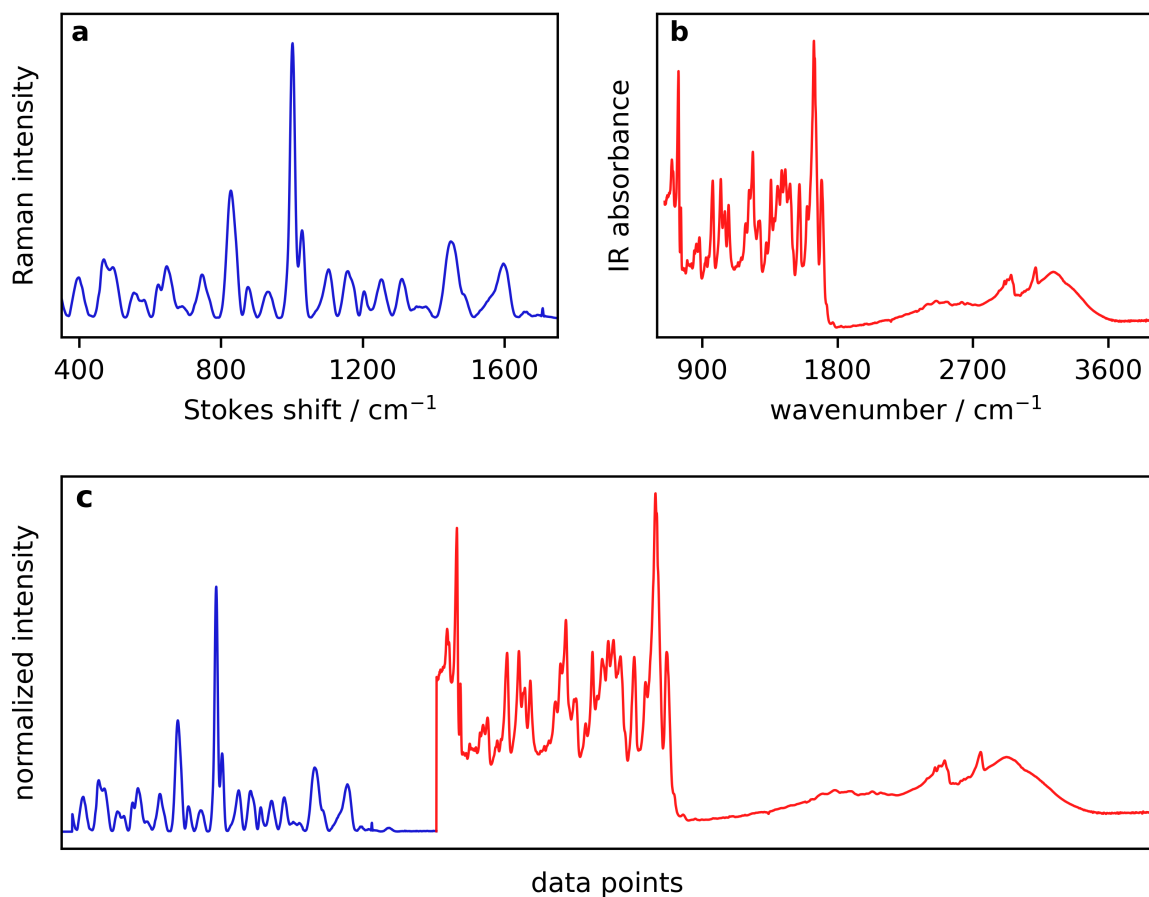 a
b
Raman intensity
IR absorbance
400 800 1200 1600
900 1800 2700 3600
Stokes shift / cm⁻¹
wavenumber / cm⁻¹
c
normalized intensity
data points